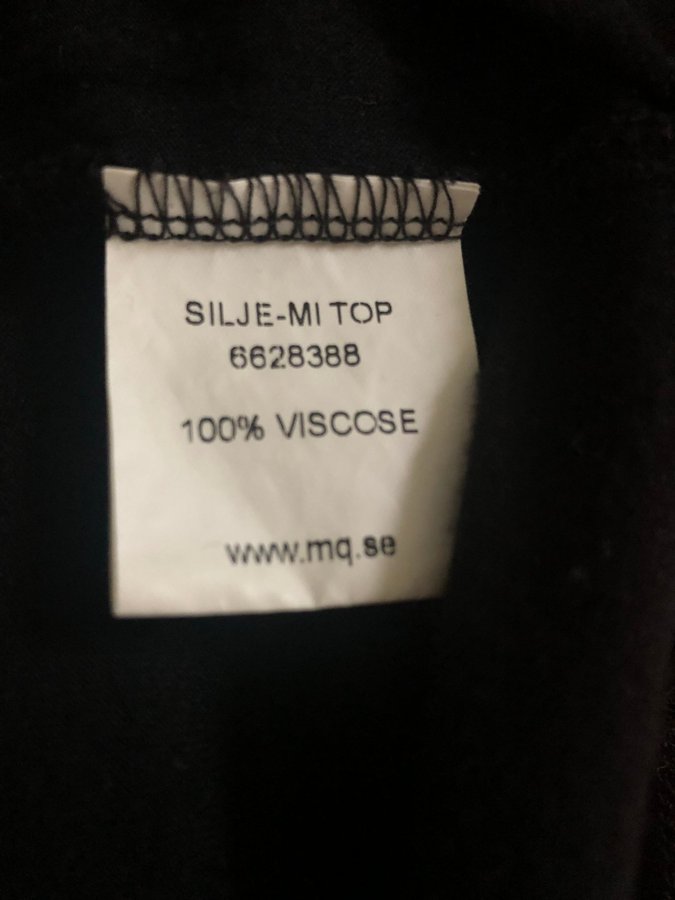 SILJE-MI TOP
6628388
100% VISCOSE
www.mq.se